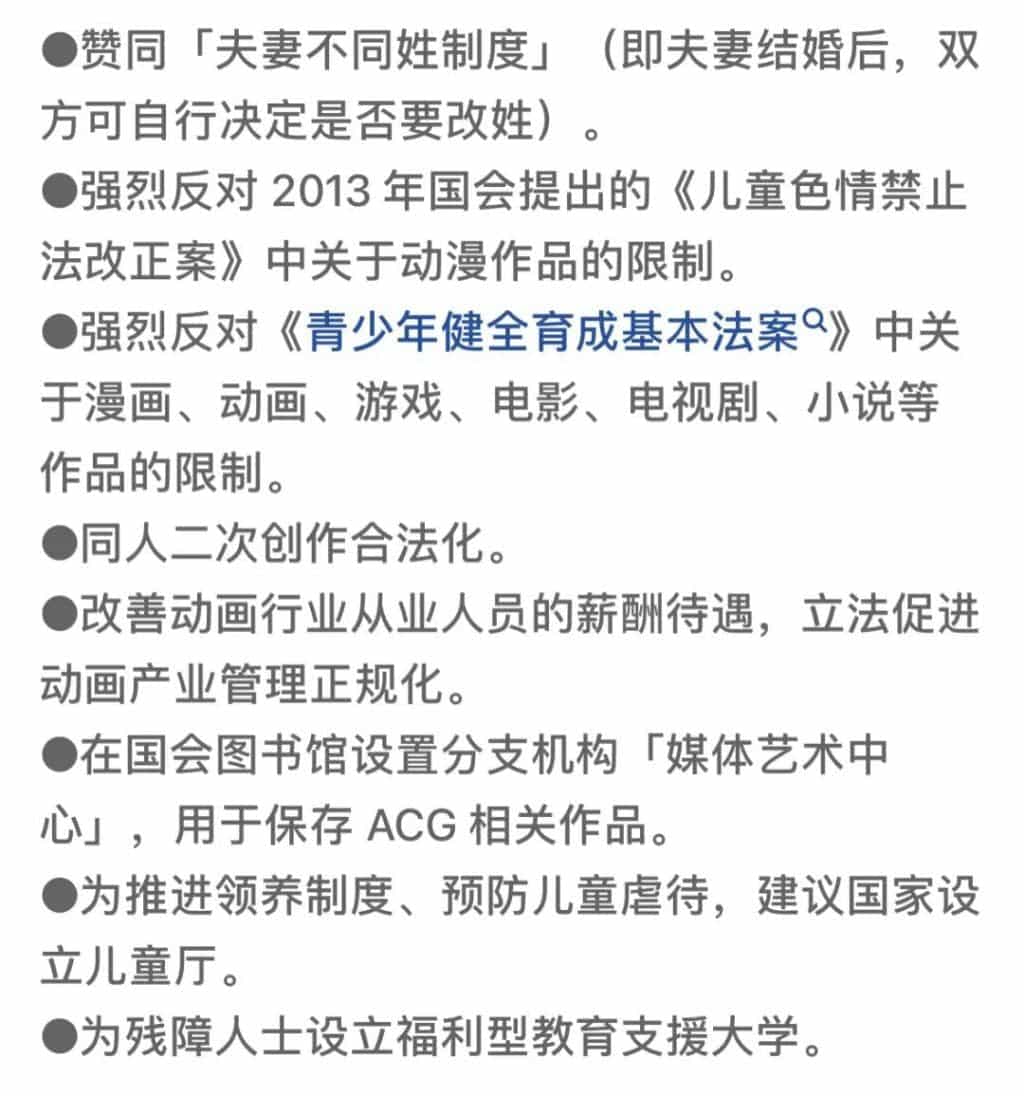 ●赞同「夫妻不同姓制度」（即夫妻结婚后，双
方可自行决定是否要改姓）。
●强烈反对 2013 年国会提出的《儿童色情禁止
法改正案》中关于动漫作品的限制。
●强烈反对《青少年健全育成基本法案》中关
于漫画、动画、游戏、电影、电视剧、小说等
作品的限制。
●同人二次创作合法化。
●改善动画行业从业人员的薪酬待遇，立法促进
动画产业管理正规化。
●在国会图书馆设置分支机构「媒体艺术中
心」，用于保存 ACG 相关作品。
●为推进领养制度、预防儿童虐待，建议国家设
立儿童厅。
●为残障人士设立福利型教育支援大学。